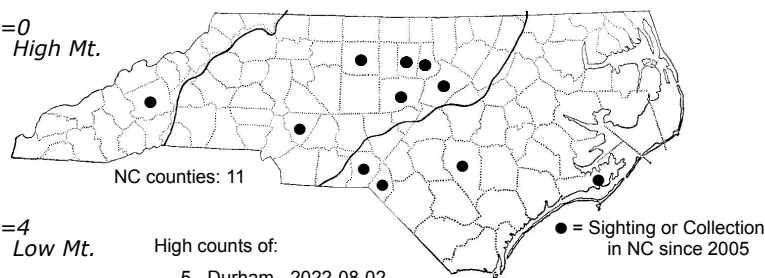 =0
High Mt.
NC counties: 11
● = Sighting or Collection
in NC since 2005
=4
Low Mt.
High counts of: